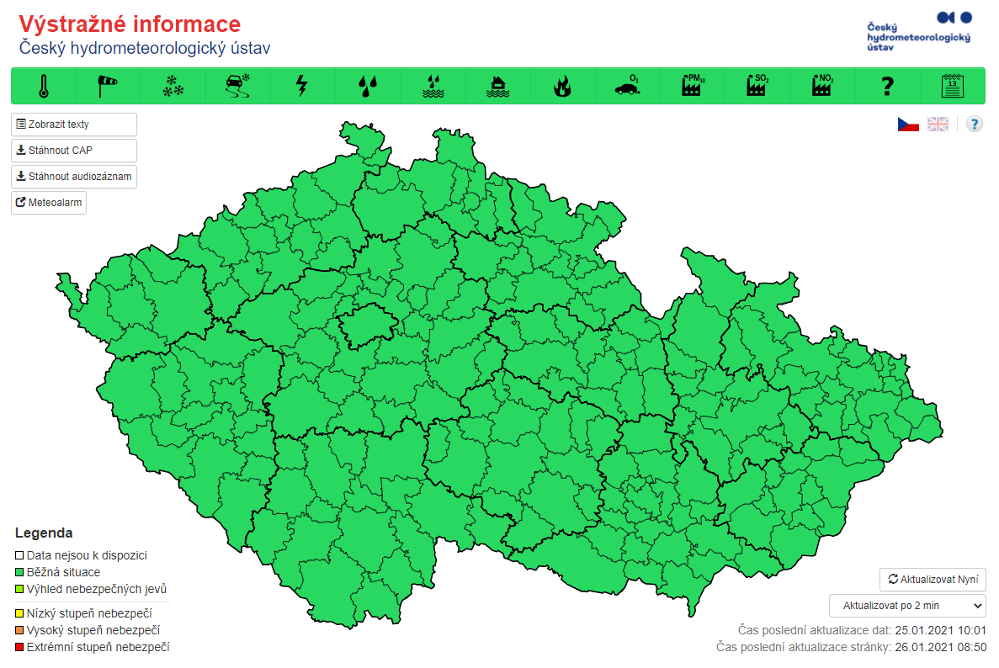 Výstražné informace
Český hydrometeorologický ústav
Český
hydrometeorologický
ústav
O3
PM10
SO2
NO2
?
13
Zobrazit texty
Stáhnout CAP
Stáhnout audiozáznam
Meteoalarm
?
Legenda
Data nejsou k dispozici
Běžná situace
Výhled nebezpečných jevů
Nízký stupeň nebezpečí
Vysoký stupeň nebezpečí
Extrémní stupeň nebezpečí
Aktualizovat Nyní
Aktualizovat po 2 min
Čas poslední aktualizace dat: 25.01.2021 10:01
Čas poslední aktualizace stránky: 26.01.2021 08:50